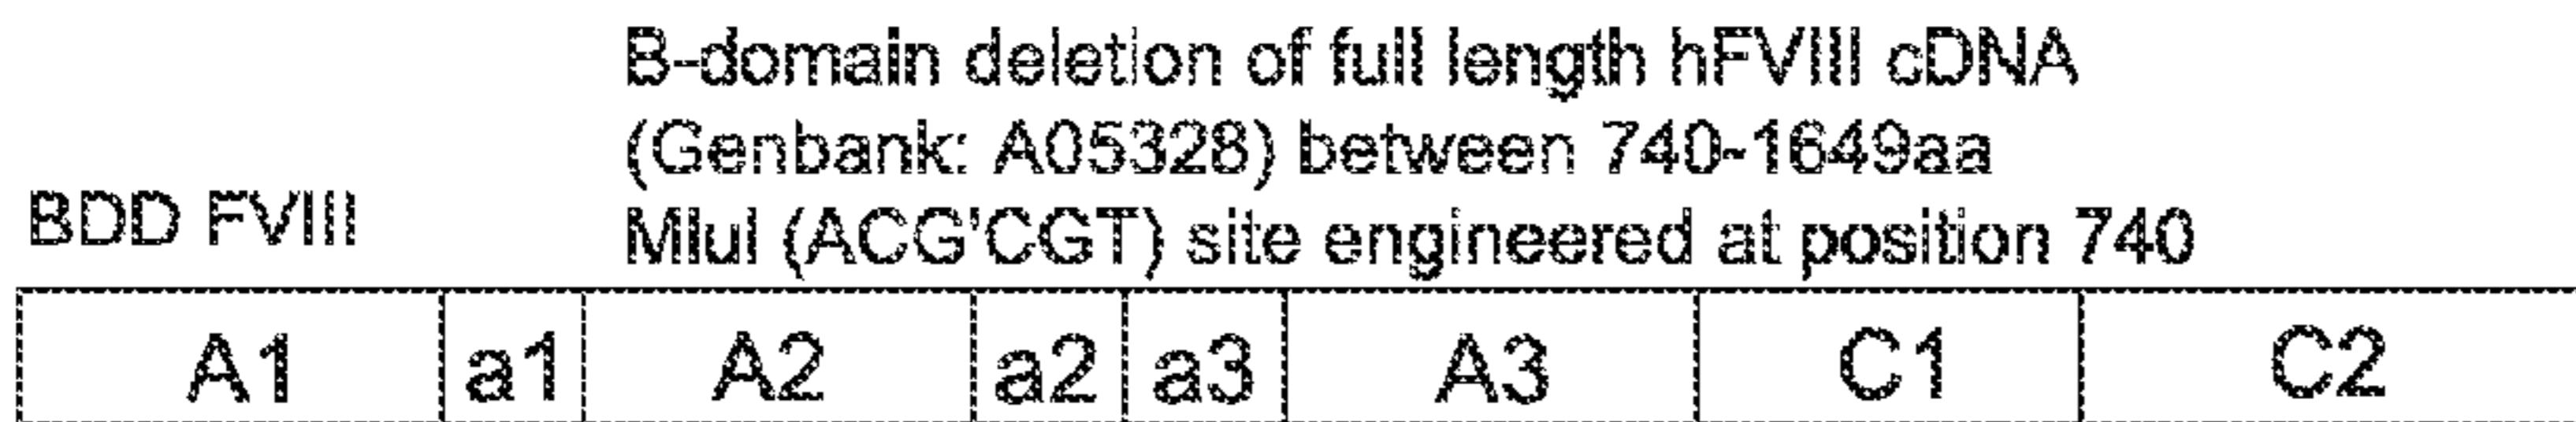 B-domain deletion of full length hFVIII cDNA
(Genbank: A05328) between 740-1649aa
BDD FVIII
MluI (ACG'CGT) site engineered at position 740
A1 a1 A2 a2 a3 A3 C1 C2